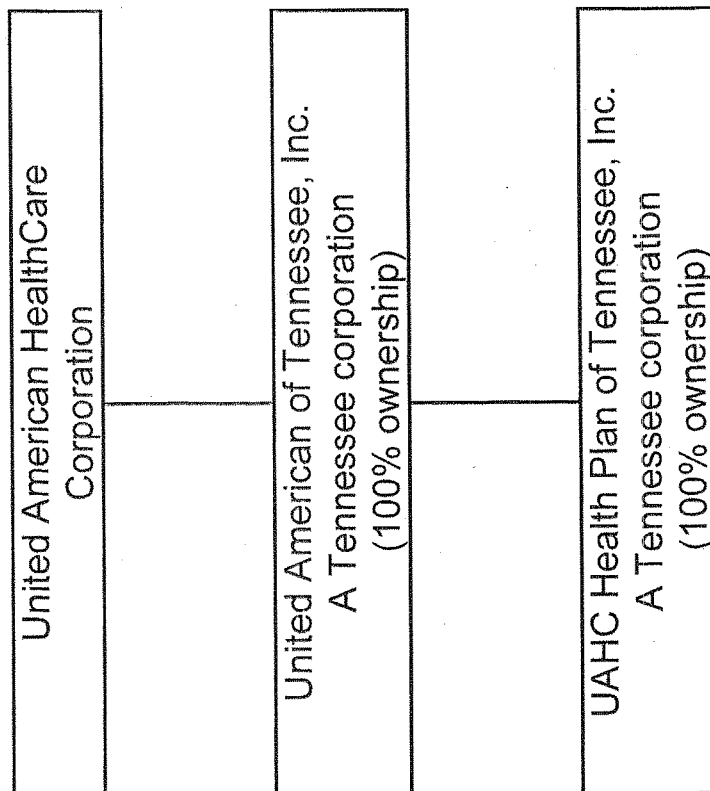 United American HealthCare
Corporation
United American of Tennessee, Inc.
A Tennessee corporation
(100% ownership)
UAHC Health Plan of Tennessee, Inc.
A Tennessee corporation
(100% ownership)